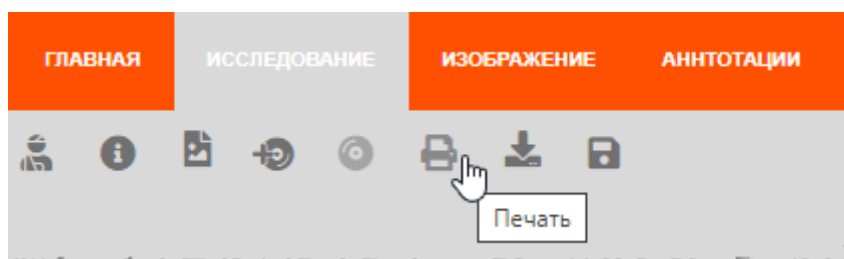 ГЛАВНАЯ ИССЛЕДОВАНИЕ ИЗОБРАЖЕНИЕ АННТОТАЦИИ
Печать